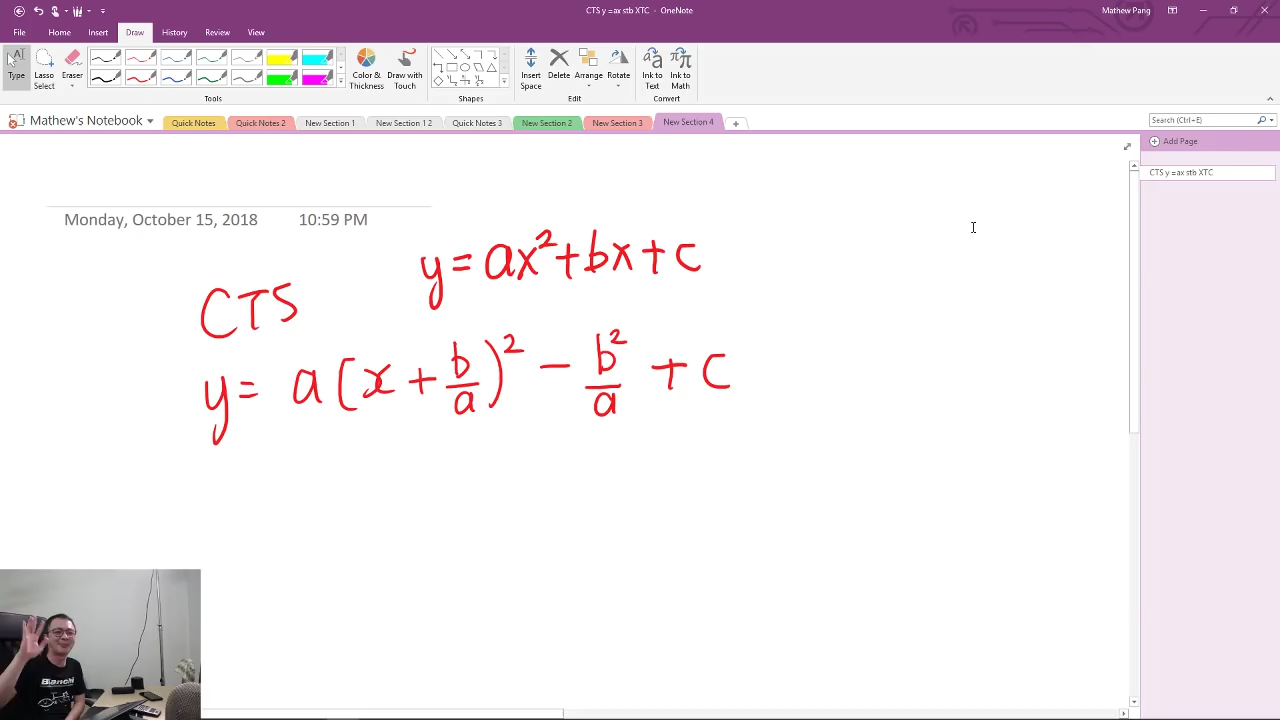 CTS y =ax stb XTC - OneNote
Mathew Pang
File Home Insert Draw History View
Type
Lasso Select
Eraser
Color & Thickness
Draw with Touch
Insert Space
Delete
Arrange
Rotate
Ink to Text
Ink to Math
Tools
Shapes
Edit
Convert
Mathew's Notebook
Quick Notes
Quick Notes 2
New Section 1
New Section 1 2
Quick Notes 3
New Section 2
New Section 3
New Section 4
Search (Ctrl+E)
Add Page
CTS y =ax stb XTC
Monday, October 15, 2018 10:59 PM
y=ax²+bx+c
CTS
y= a(x+b/a)² - b²/a + c
Bianchi